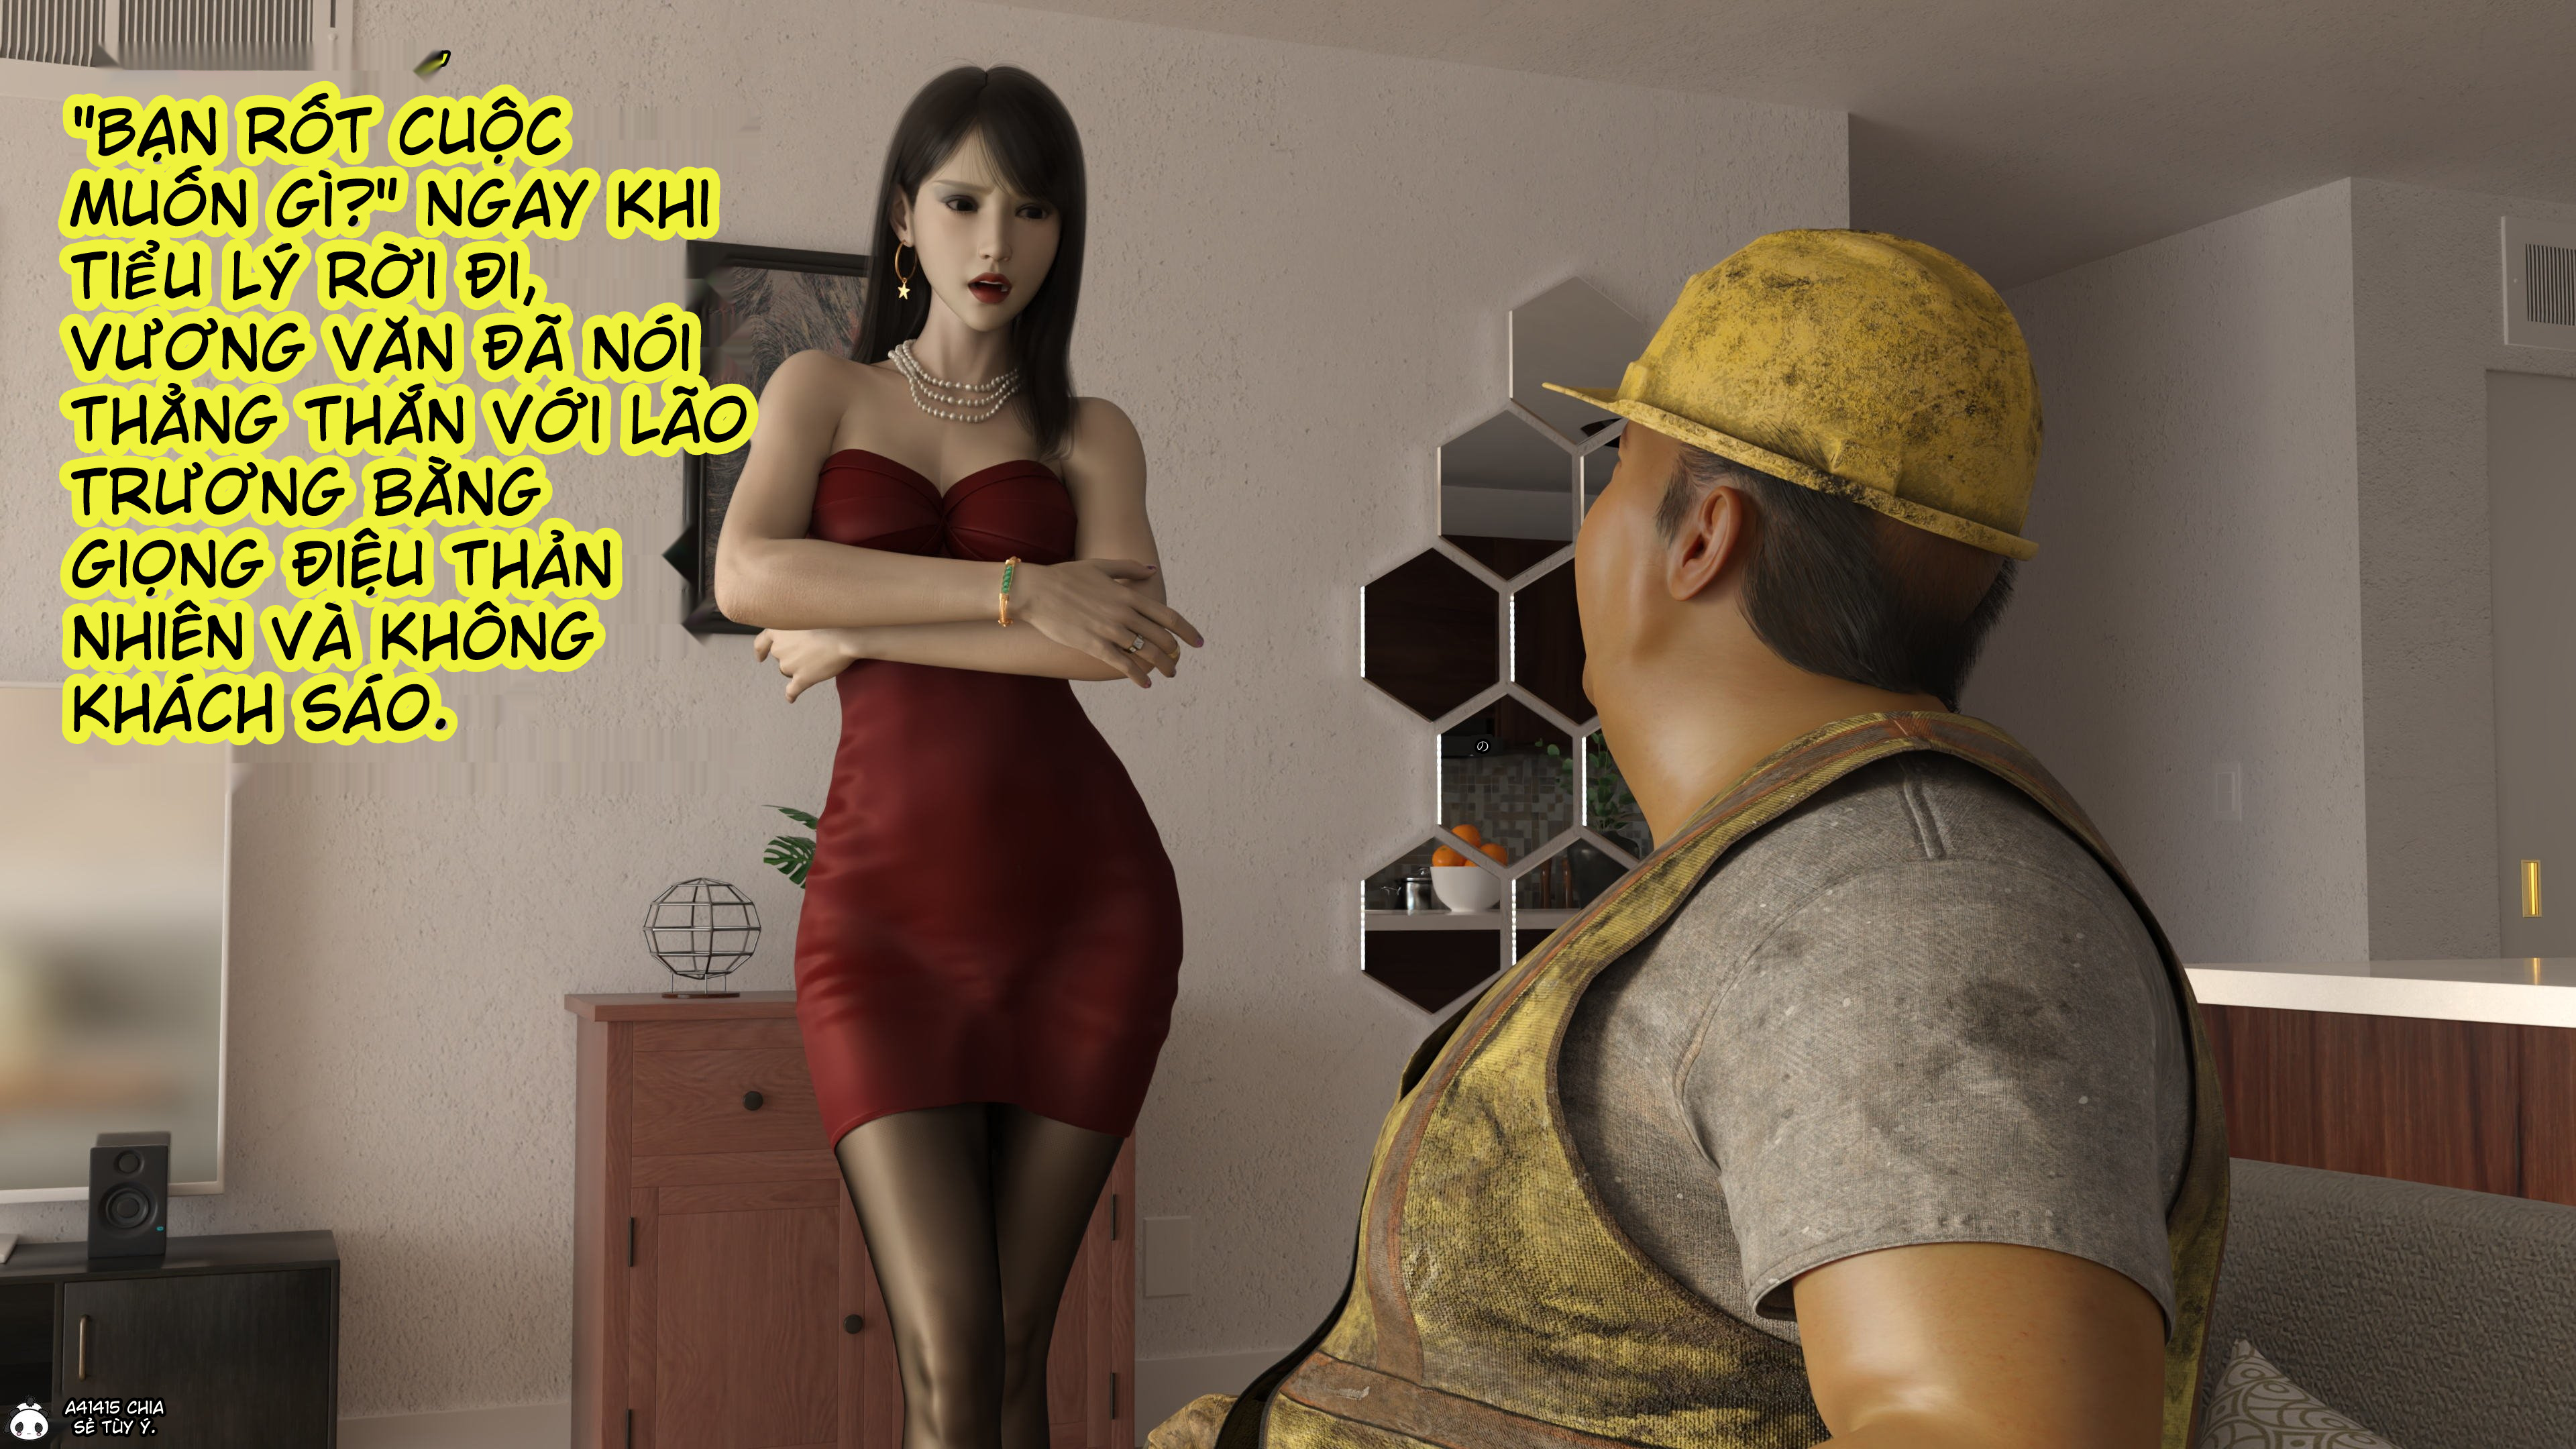 "BẠN RỐT CUỘC
MUỐN GÌ?" NGAY KHI
TIỂU LÝ RỜI ĐI,
VƯƠNG VĂN ĐÃ NÓI
THẲNG THẮN VỚI LÃO
TRƯƠNG BẰNG
GIỌNG ĐIỆU THẢN
NHIÊN VÀ KHÔNG
KHÁCH SÁO.
の
A41415 CHIA
SẺ TÙY Ý.